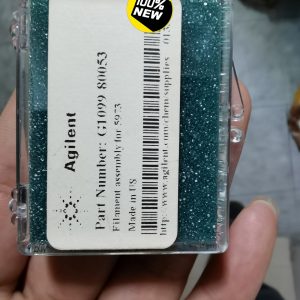 100%
NEW
Agilent
Part Number: G1099-80053
Filament assembly for 5973
Made in US
http: www.agilent.com/chem/supplies